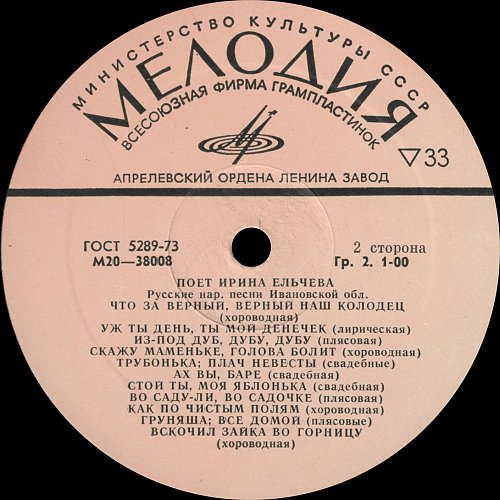 МИНИСТЕРСТВО КУЛЬТУРЫ СССР
МЕЛОДИЯ
ВСЕСОЮЗНАЯ ФИРМА ГРАМПЛАСТИНОК
▽33
АПРЕЛЕВСКИЙ ОРДЕНА ЛЕНИНА ЗАВОД
ГОСТ 5289-73
2 сторона
М20—38008
Гр. 2. 1-00
ПОЕТ ИРИНА ЕЛЬЧЕВА
Русские нар. песни Ивановской обл.
ЧТО ЗА ВЕРНЫЙ, ВЕРНЫЙ НАШ КОЛОДЕЦ
(хороводная)
УЖ ТЫ ДЕНЬ, ТЫ МОЙ ДЕНЕЧЕК (лирическая)
ИЗ-ПОД ДУБ, ДУБУ, ДУБУ (плясовая)
СКАЖУ МАМЕНЬКЕ, ГОЛОВА БОЛИТ (хороводная)
ТРУБОНЬКА; ПЛАЧ НЕВЕСТЫ (свадебные)
АХ ВЫ, БАРЕ (свадебная)
СТОЙ ТЫ, МОЯ ЯБЛОНЬКА (свадебная)
ВО САДУ-ЛИ, ВО САДОЧКЕ (плясовая)
КАК ПО ЧИСТЫМ ПОЛЯМ (хороводная)
ГРУНЯША; ВСЕ ДОМОЙ (плясовые)
ВСКОЧИЛ ЗАЙКА ВО ГОРНИЦУ
(хороводная)